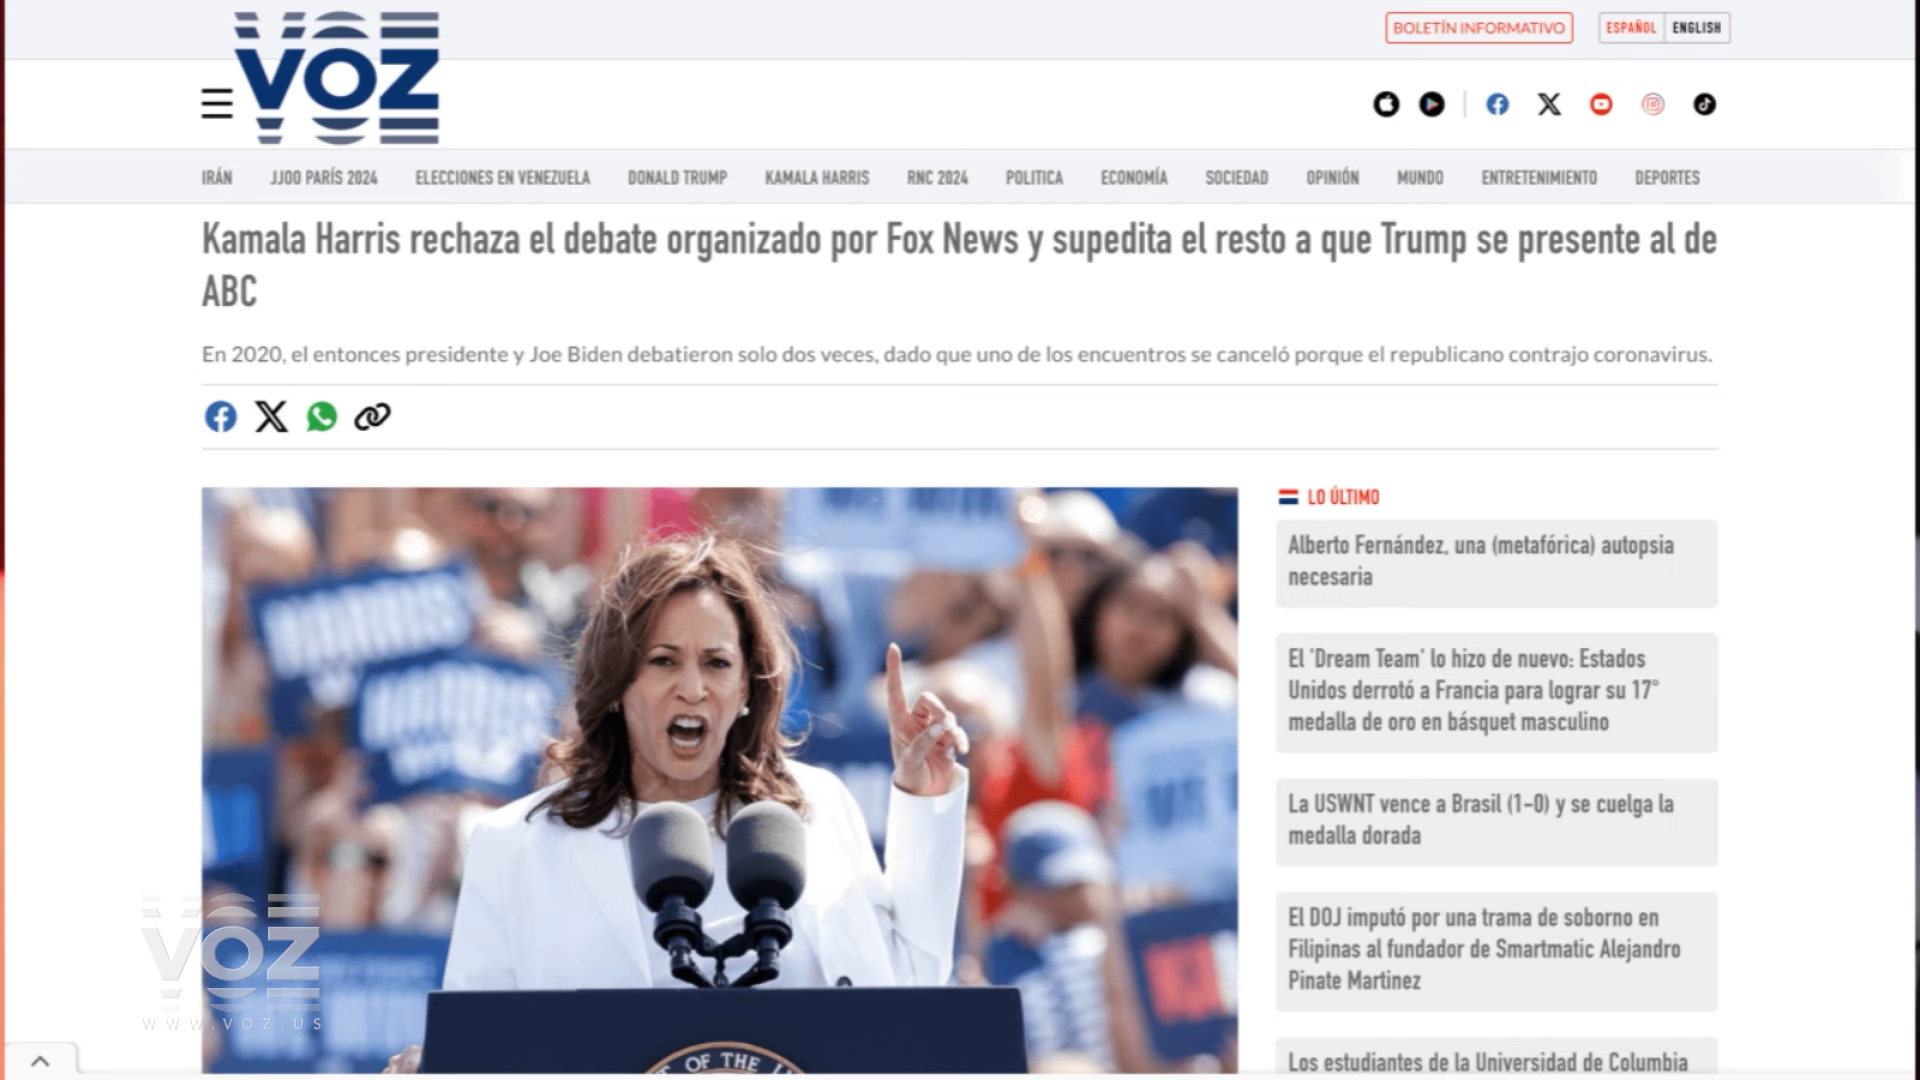 VOZ
BOLETÍN INFORMATIVO
ESPAÑOL
ENGLISH
IRÁN
JJOO PARÍS 2024
ELECCIONES EN VENEZUELA
DONALD TRUMP
KAMALA HARRIS
RNC 2024
POLITICA
ECONOMÍA
SOCIEDAD
OPINIÓN
MUNDO
ENTRETENIMIENTO
DEPORTES
Kamala Harris rechaza el debate organizado por Fox News y supedita el resto a que Trump se presente al de
ABC
En 2020, el entonces presidente y Joe Biden debatieron solo dos veces, dado que uno de los encuentros se canceló porque el republicano contrajo coronavirus.
LO ÚLTIMO
Alberto Fernández, una (metafórica) autopsia
necesaria
El 'Dream Team' lo hizo de nuevo: Estados
Unidos derrotó a Francia para lograr su 17°
medalla de oro en básquet masculino
La USWNT vence a Brasil (1-0) y se cuelga la
medalla dorada
El DOJ imputó por una trama de soborno en
Filipinas al fundador de Smartmatic Alejandro
Pinate Martinez
Los estudiantes de la Universidad de Columbia
HARRIS
HARRIS
OF THE
VOZ
WWW.VOZ.US